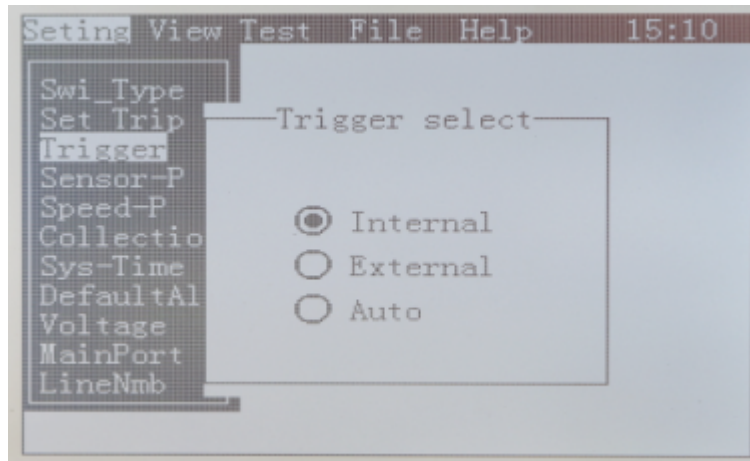 Seting View Test File Help 15:10
Swi_Type
Set Trip
Trigger
Sensor-P
Speed-P
Collectio
Sys-Time
DefaultAl
Voltage
MainPort
LineNmb
Trigger select
Internal
External
Auto